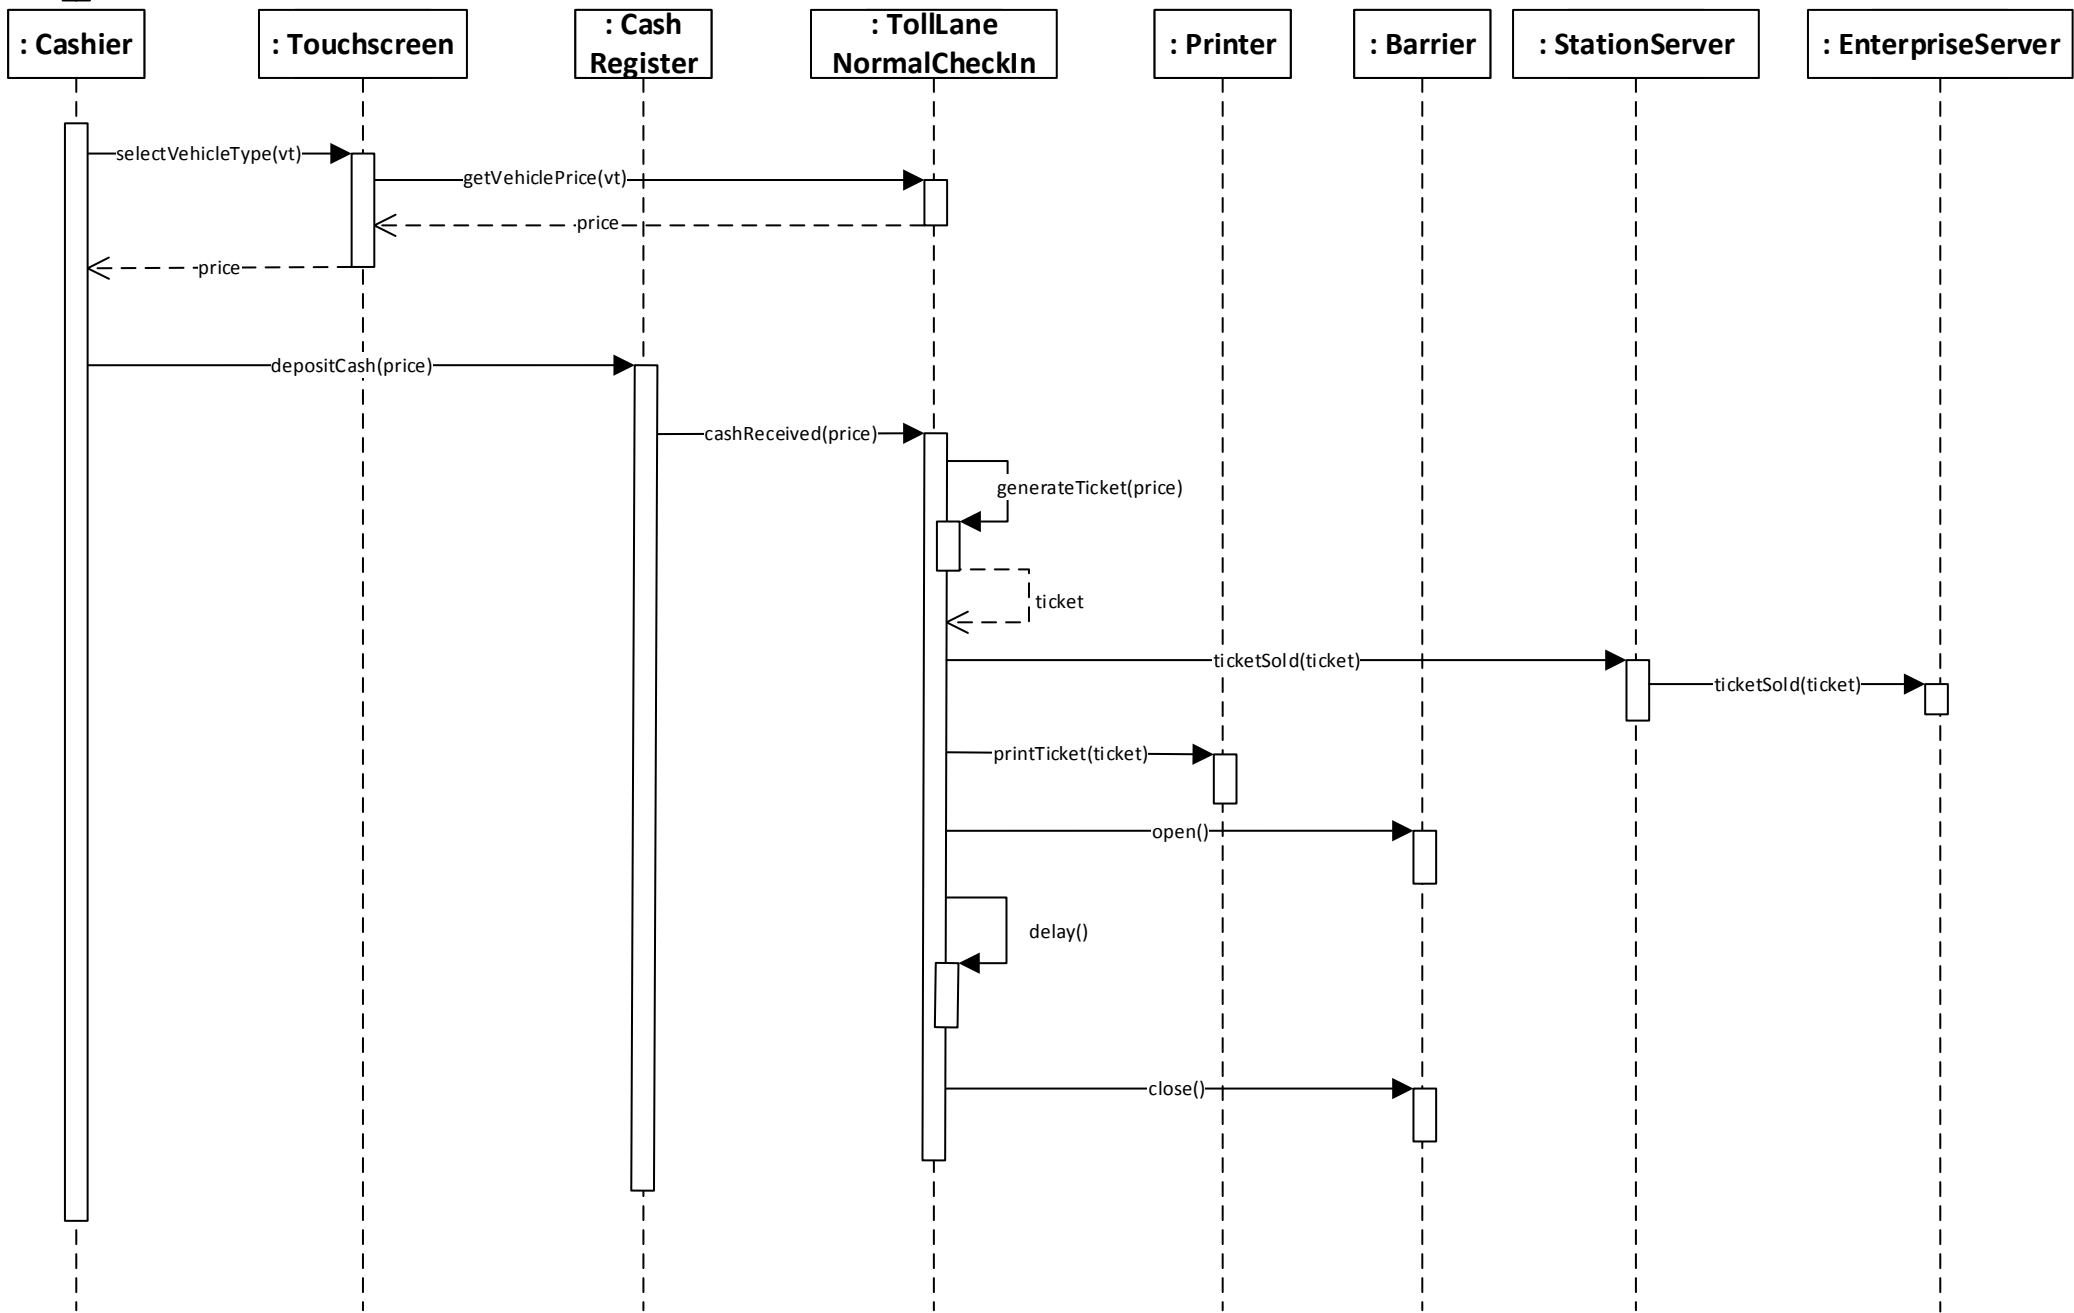 : Cashier
: Touchscreen
: Cash
Register
: TollLane
NormalCheckIn
: Printer
: Barrier
: StationServer
: EnterpriseServer
selectVehicleType(vt)
getVehiclePrice(vt)
price
price
depositCash(price)
cashReceived(price)
generateTicket(price)
ticket
ticketSold(ticket)
ticketSold(ticket)
printTicket(ticket)
open()
delay()
close()